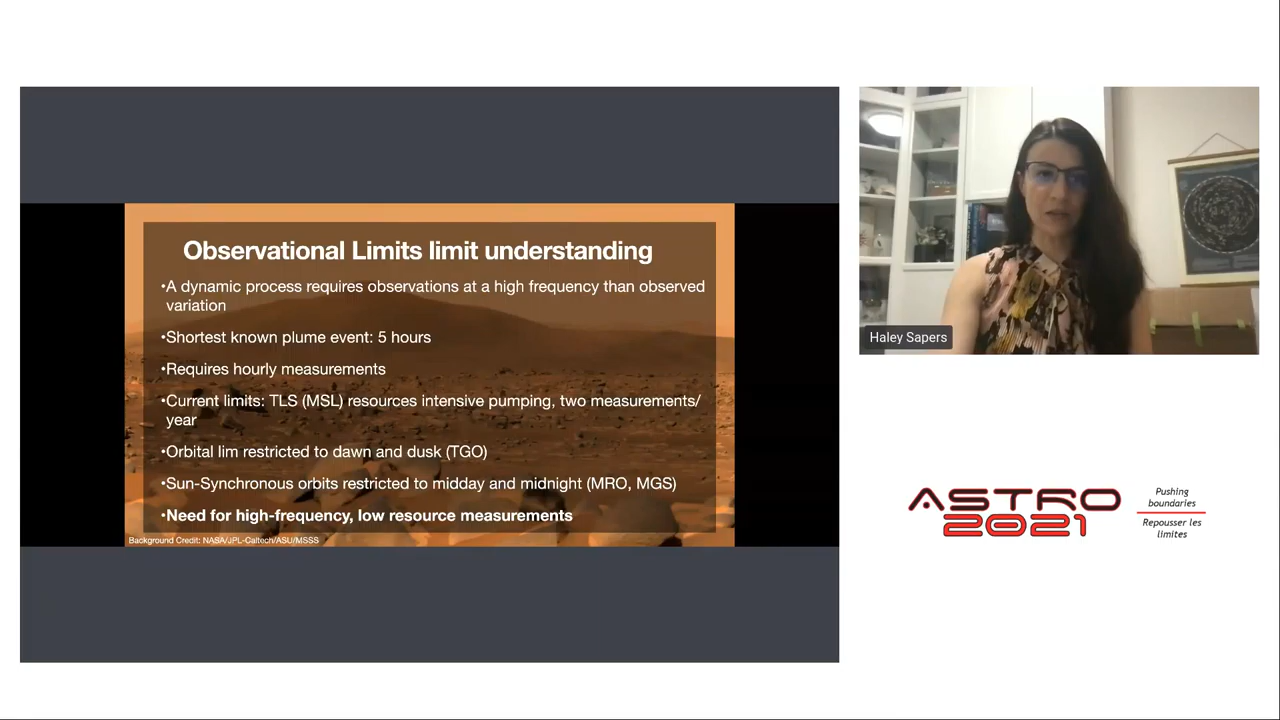 Observational Limits limit understanding
•A dynamic process requires observations at a high frequency than observed
variation
•Shortest known plume event: 5 hours
•Requires hourly measurements
•Current limits: TLS (MSL) resources intensive pumping, two measurements/
year
•Orbital lim restricted to dawn and dusk (TGO)
•Sun-Synchronous orbits restricted to midday and midnight (MRO, MGS)
•Need for high-frequency, low resource measurements
Background Credit: NASA/JPL-Caltech/ASU/MSSS
Haley Sapers
ASTRO
2021
Pushing
boundaries
Repousser les
limites